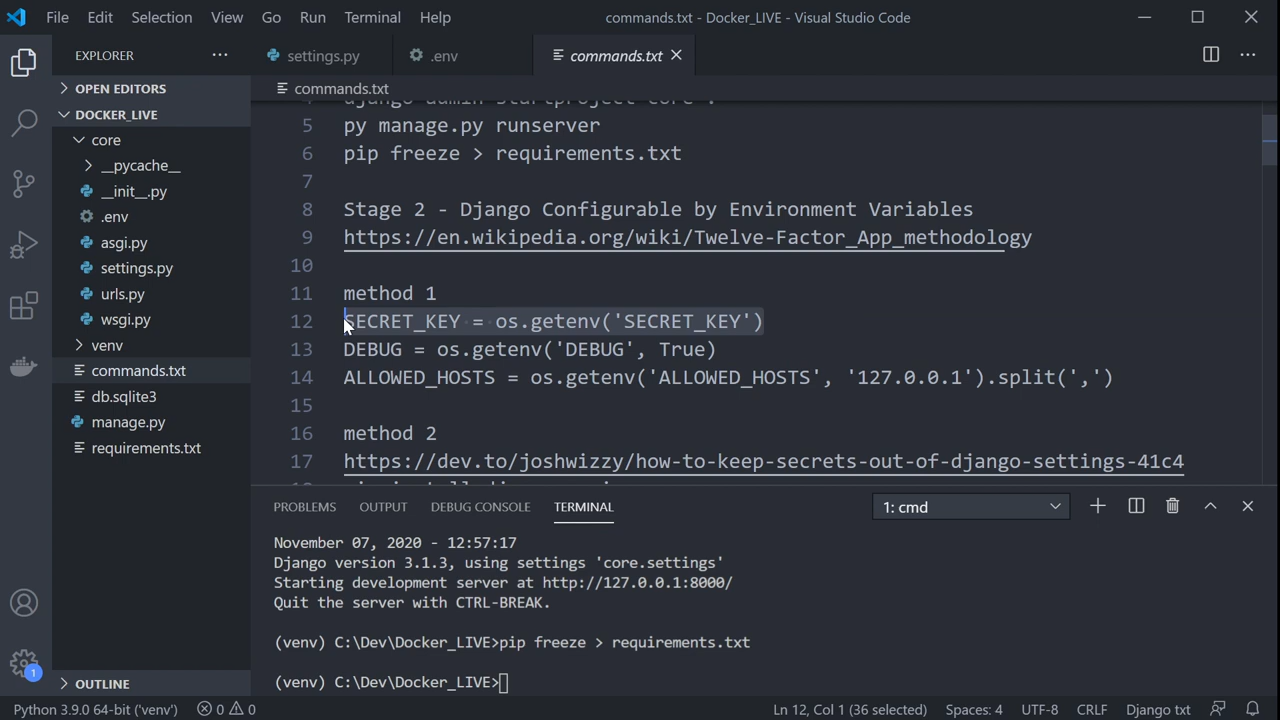 File Edit Selection View Go Run Terminal Help
commands.txt - Docker_LIVE - Visual Studio Code
EXPLORER
settings.py
.env
commands.txt
OPEN EDITORS
commands.txt
DOCKER_LIVE
core
__pycache__
__init__.py
.env
asgi.py
settings.py
urls.py
wsgi.py
venv
commands.txt
db.sqlite3
manage.py
requirements.txt
OUTLINE
5 py manage.py runserver
6 pip freeze > requirements.txt
7
8 Stage 2 - Django Configurable by Environment Variables
9 https://en.wikipedia.org/wiki/Twelve-Factor_App_methodology
10
11 method 1
12 SECRET_KEY = os.getenv('SECRET_KEY')
13 DEBUG = os.getenv('DEBUG', True)
14 ALLOWED_HOSTS = os.getenv('ALLOWED_HOSTS', '127.0.0.1').split(',')
15
16 method 2
17 https://dev.to/joshwizzy/how-to-keep-secrets-out-of-django-settings-41c4
PROBLEMS OUTPUT DEBUG CONSOLE TERMINAL
1: cmd
November 07, 2020 - 12:57:17
Django version 3.1.3, using settings 'core.settings'
Starting development server at http://127.0.0.1:8000/
Quit the server with CTRL-BREAK.
(venv) C:\Dev\Docker_LIVE>pip freeze > requirements.txt
(venv) C:\Dev\Docker_LIVE>
1
Python 3.9.0 64-bit ('venv') 0 0
Ln 12, Col 1 (36 selected) Spaces: 4 UTF-8 CRLF Django txt